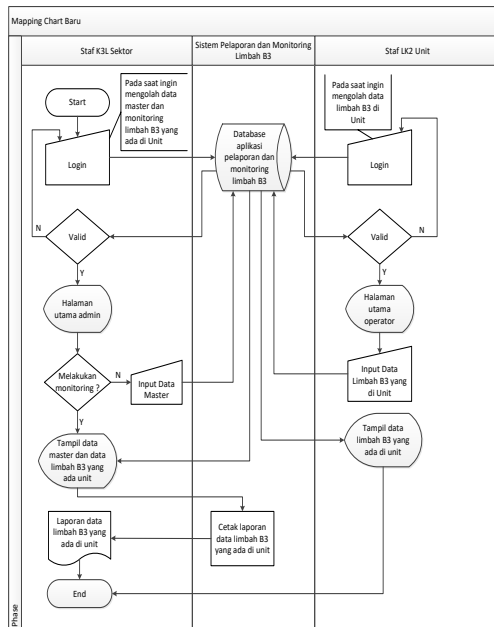 Mapping Chart Baru
Staf K3L Sektor
Sistem Pelaporan dan Monitoring
Limbah B3
Staf LK2 Unit
Start
Pada saat ingin
mengolah data
master dan
monitoring
limbah B3 yang
ada di Unit
Login
Database
aplikasi
pelaporan dan
monitoring
limbah B3
Pada saat ingin
mengolah data
limbah B3 di
Unit
Login
N
Valid
Y
Valid
N
Y
Halaman
utama admin
Halaman
utama
operator
Melakukan
monitoring ?
N
Y
Input Data
Master
Input Data
Limbah B3 yang
di Unit
Tampil data
master dan data
limbah B3 yang
ada unit
Tampil data
limbah B3 yang
ada di unit
Laporan data
limbah B3 yang
ada di unit
Cetak laporan
data limbah B3
yang ada di unit
End
Phase